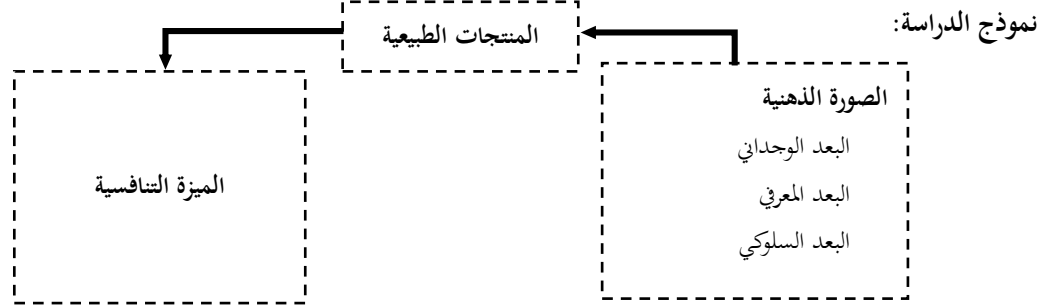 نموذج الدراسة:
المنتجات الطبيعية
الصورة الذهنية
البعد الوجداني
البعد المعرفي
البعد السلوكي
الميزة التنافسية